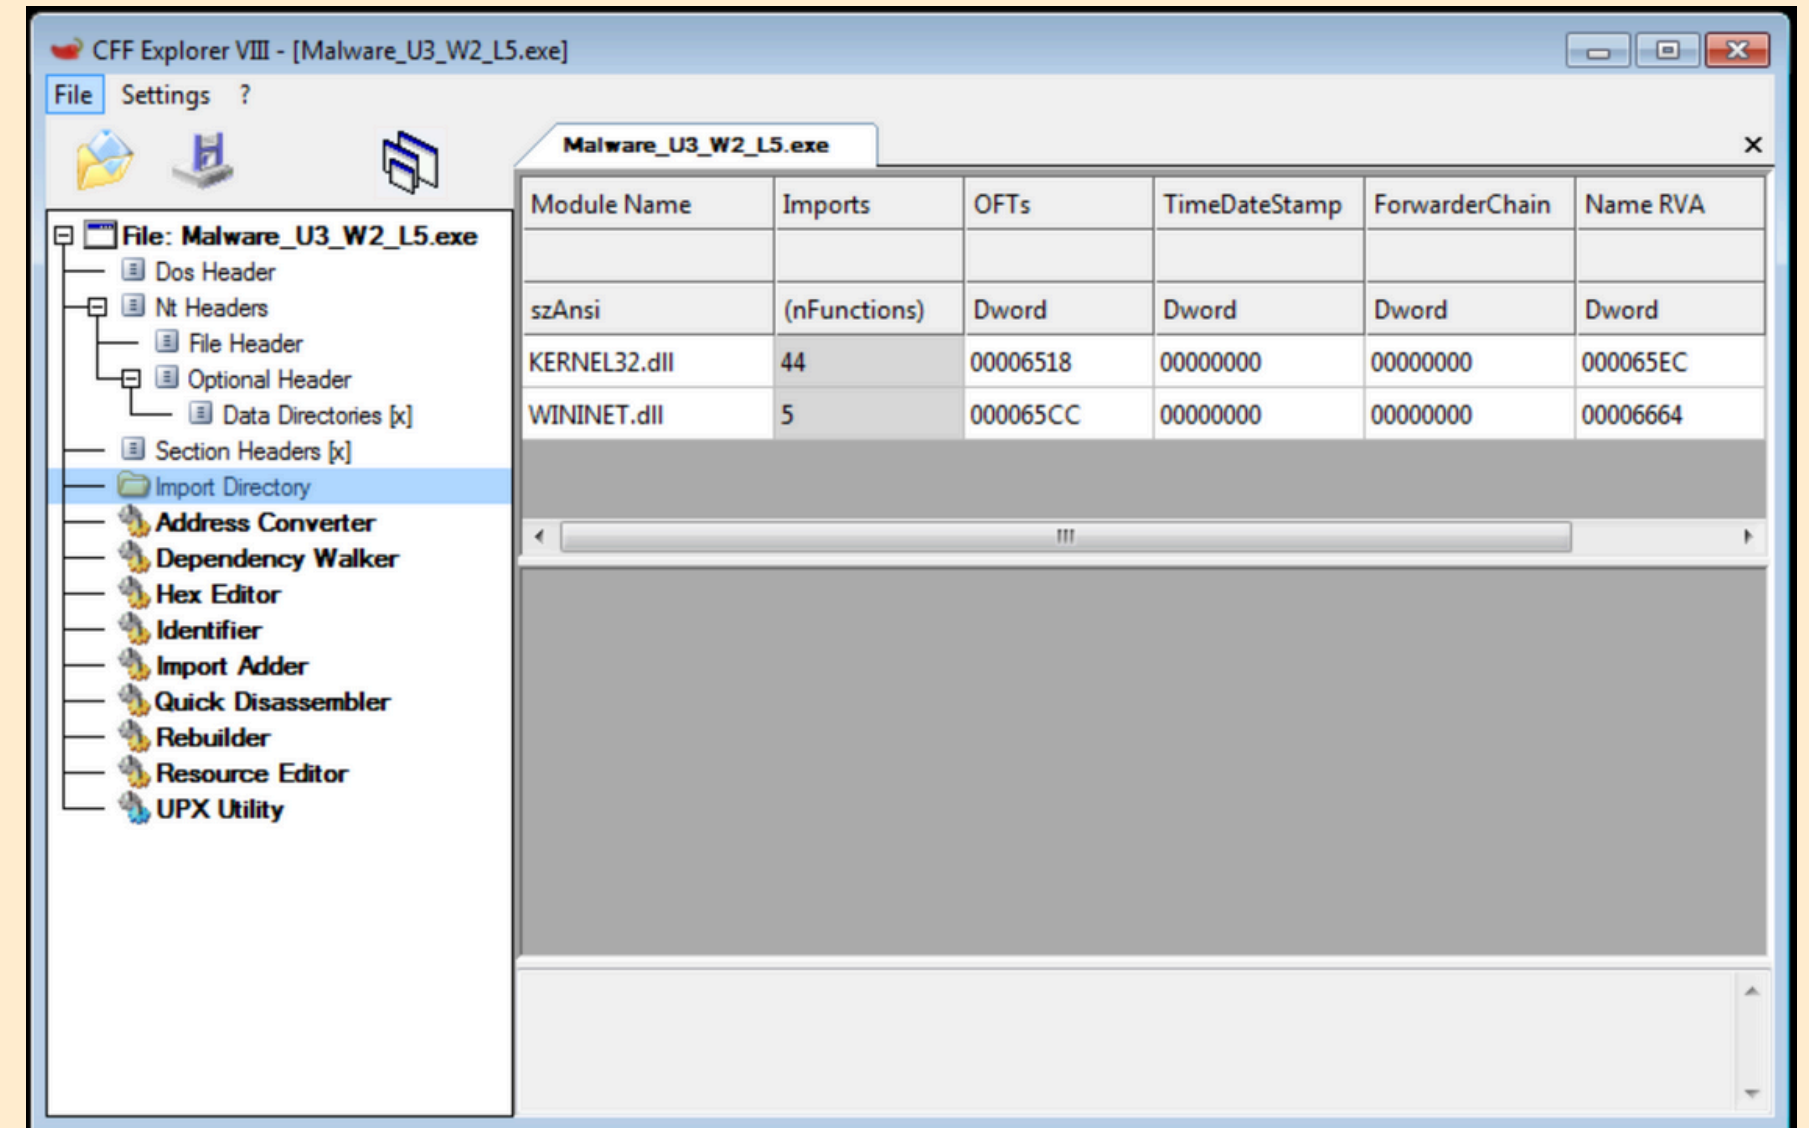 CFF Explorer VIII - [Malware_U3_W2_L5.exe]
File Settings ?
Malware_U3_W2_L5.exe
File: Malware_U3_W2_L5.exe
Dos Header
Nt Headers
File Header
Optional Header
Data Directories [x]
Section Headers [x]
Import Directory
Address Converter
Dependency Walker
Hex Editor
Identifier
Import Adder
Quick Disassembler
Rebuilder
Resource Editor
UPX Utility
Module Name Imports OFTs TimeDateStamp ForwarderChain Name RVA
szAnsi (nFunctions) Dword Dword Dword Dword
KERNEL32.dll 44 00006518 00000000 00000000 000065EC
WININET.dll 5 000065CC 00000000 00000000 00006664